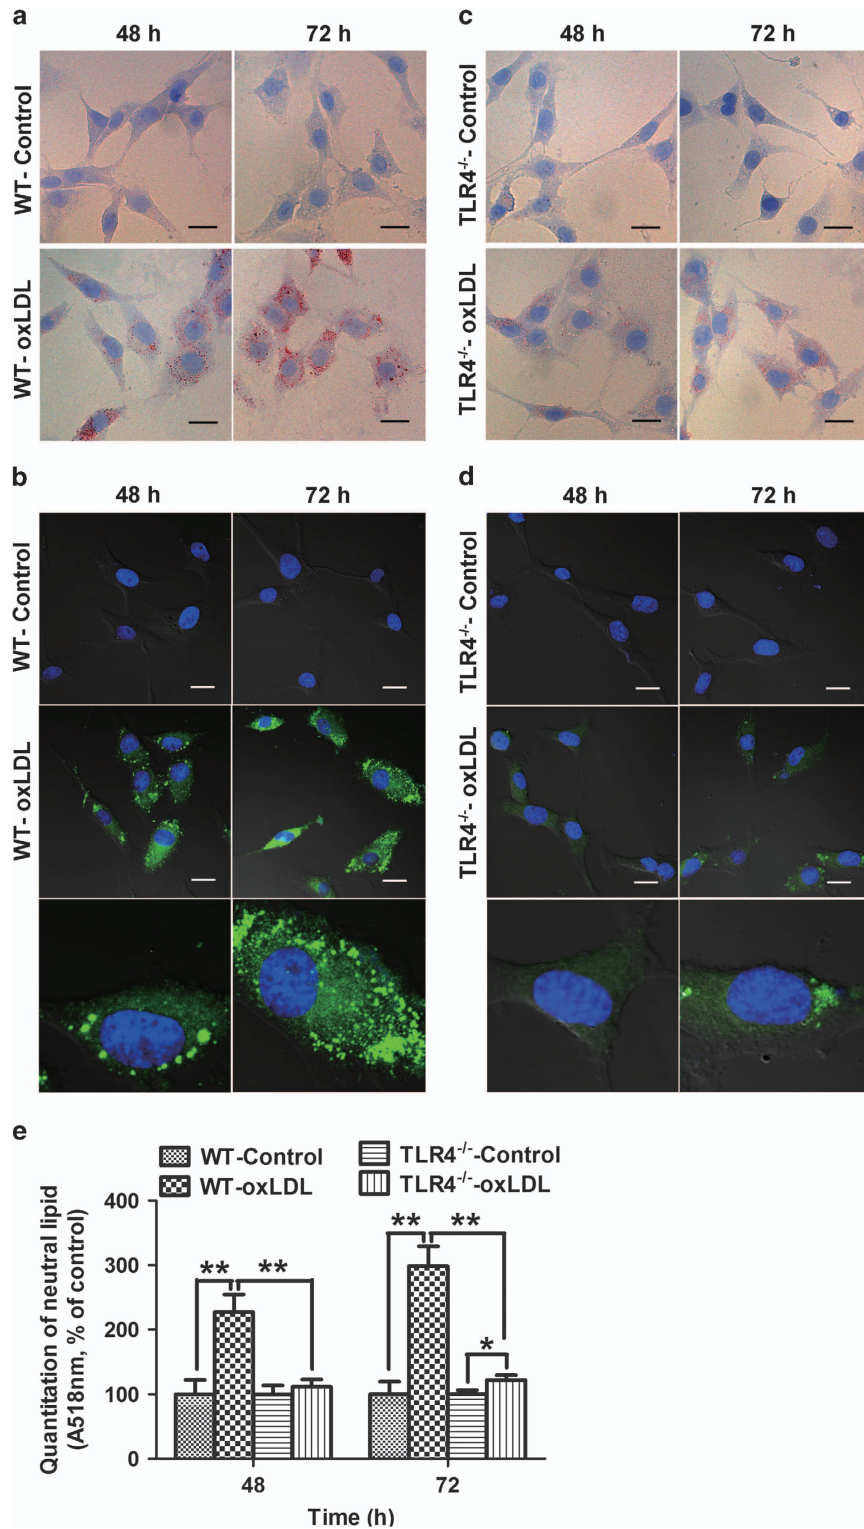 a
48 h 72 h
WT- Control
WT- oxLDL
c
48 h 72 h
TLR4-/-- Control
TLR4-/-- oxLDL
b
48 h 72 h
WT- Control
WT- oxLDL
d
48 h 72 h
TLR4-/-- Control
TLR4-/-- oxLDL
e
WT-Control TLR4-/--Control
WT-oxLDL TLR4-/--oxLDL
Quantitation of neutral lipid
(A518nm, % of control)
400
300
200
100
0
** **
** **
*
48 72
Time (h)